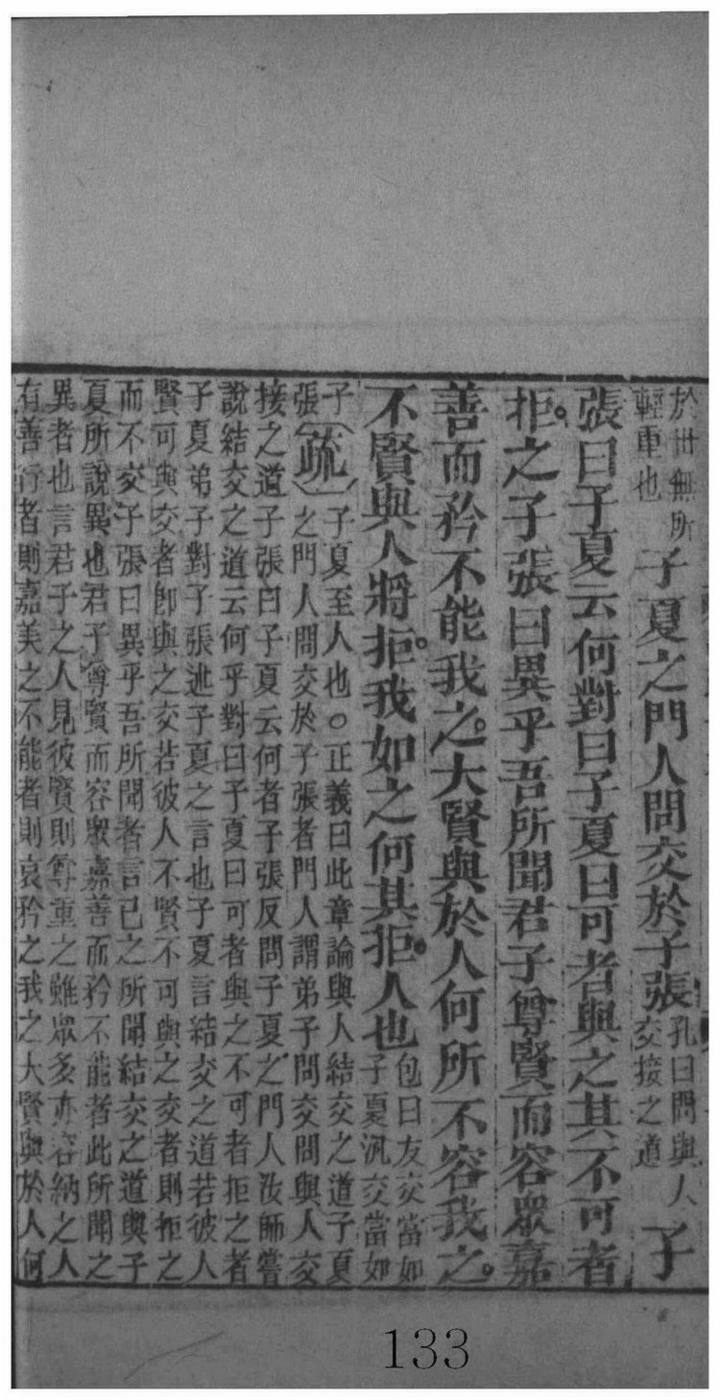 於世無所
輕重也
子夏之門人問交於子張
孔曰問與人
交接之道
子
張曰子夏云何對曰子夏曰可者與之其不可者
拒之子張曰異乎吾所聞君子尊賢而容眾嘉
善而矜不能我之大賢與於人何所不容我之
不賢與人將拒我如之何其拒人也
包曰友交當如
子夏汎交當如
子
張
疏
子夏至人也○正義曰此章論與人結交之道子夏
之門人問交於子張者門人謂弟子問交問與人交
接之道子張曰子夏云何者子張反問子夏之門人汝師嘗
說結交之道云何乎對曰子夏曰可者與之不可者拒之者
子夏弟子對子張述子夏之言也子夏言結交之道若彼人
賢可與交者卽與之交若彼人不賢不可與之交者則拒之
而不交子張曰異乎吾所聞者言己之所聞結交之道與子
夏所說異也君子尊賢而容眾嘉善而矜不能者此所聞之
異者也言君子之人見彼賢則尊重之雖眾多亦容納之人
有善行者則嘉美之不能者則哀矜之我之大賢與於人何
133